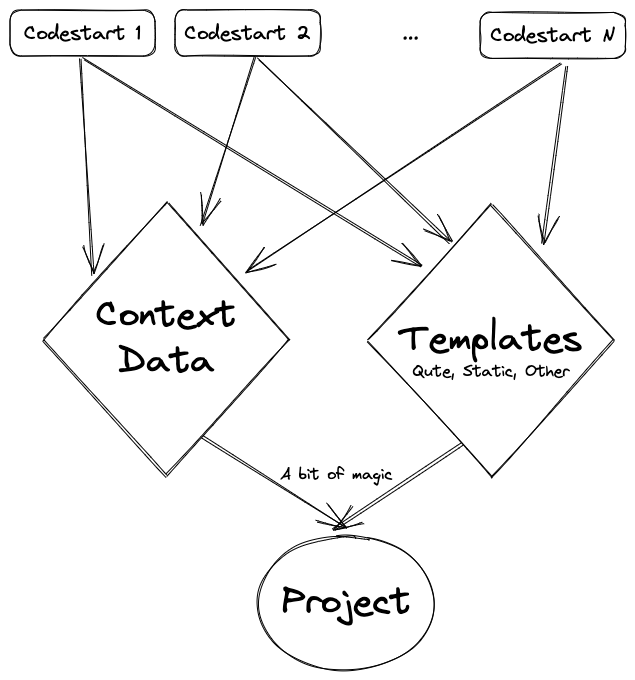 Codestart 1
Codestart 2
...
Codestart N
Context
Data
Templates
Qute, Static, Other
A bit of magic
Project